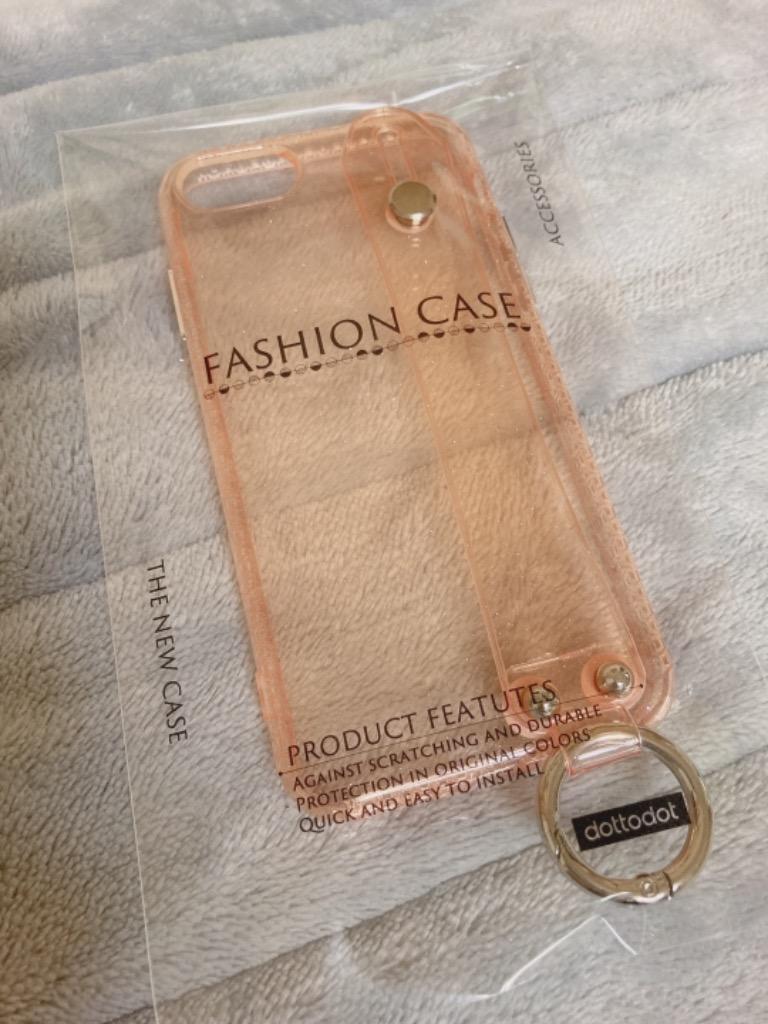 ACCESSORIES
FASHION CASE
THE NEW CASE
PRODUCT FEATUTES
AGAINST SCRATCHING AND DURABLE
PROTECTION IN ORIGINAL COLORS
QUICK AND EASY TO INSTALL
dottodot